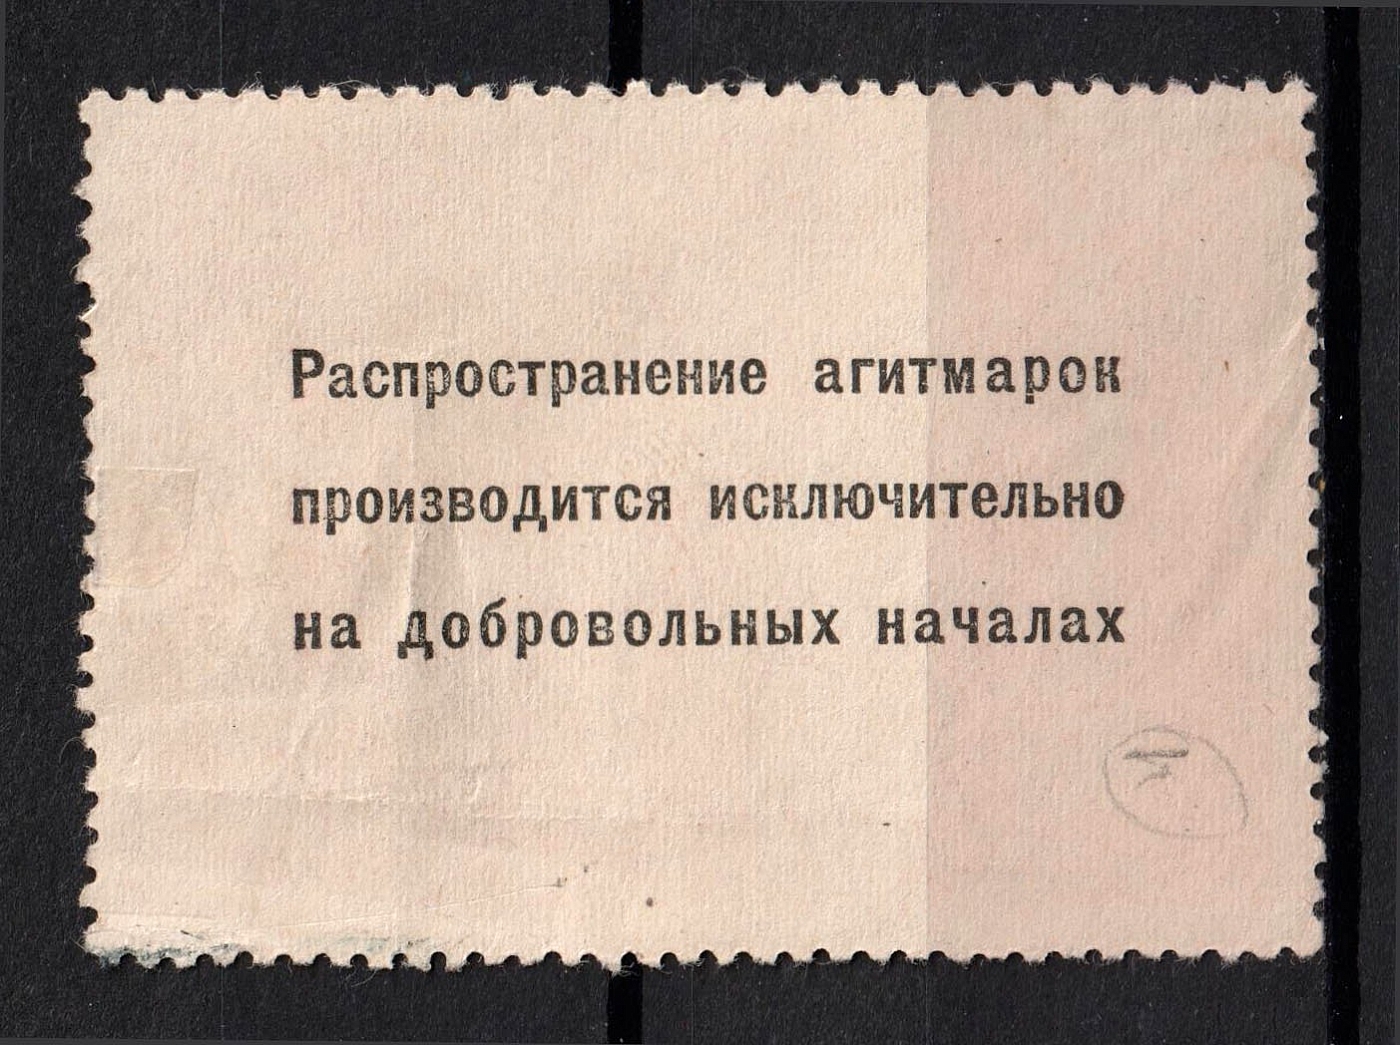 Распространение агитмарок
производится исключительно
на добровольных началах